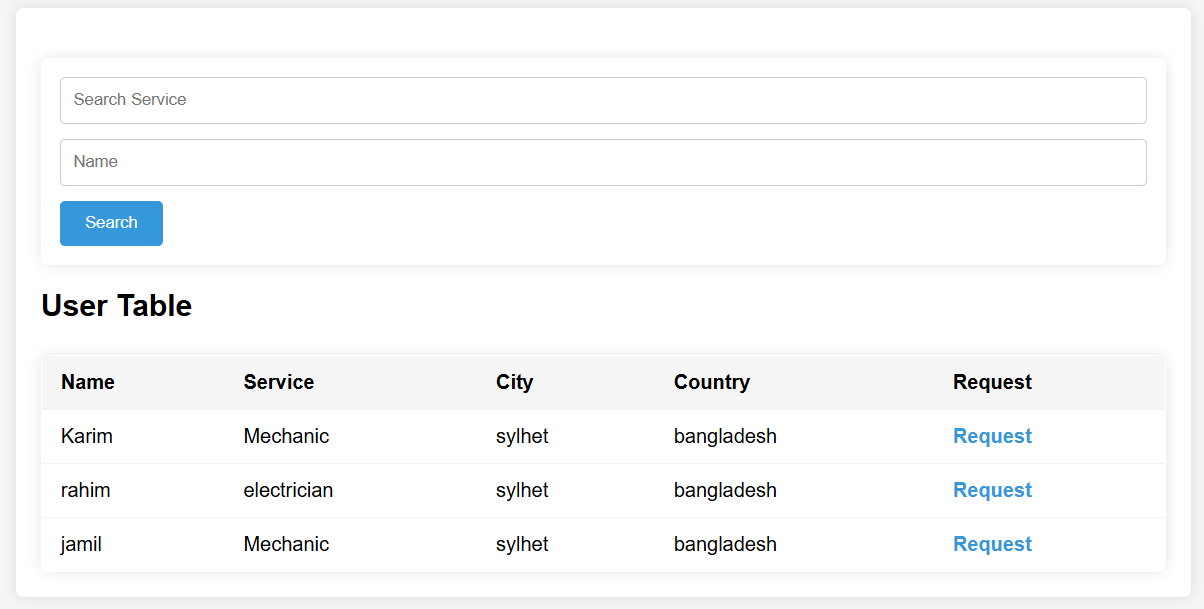 Search Service
Name
Search
User Table
Name Service City Country Request
Karim Mechanic sylhet bangladesh Request
rahim electrician sylhet bangladesh Request
jamil Mechanic sylhet bangladesh Request